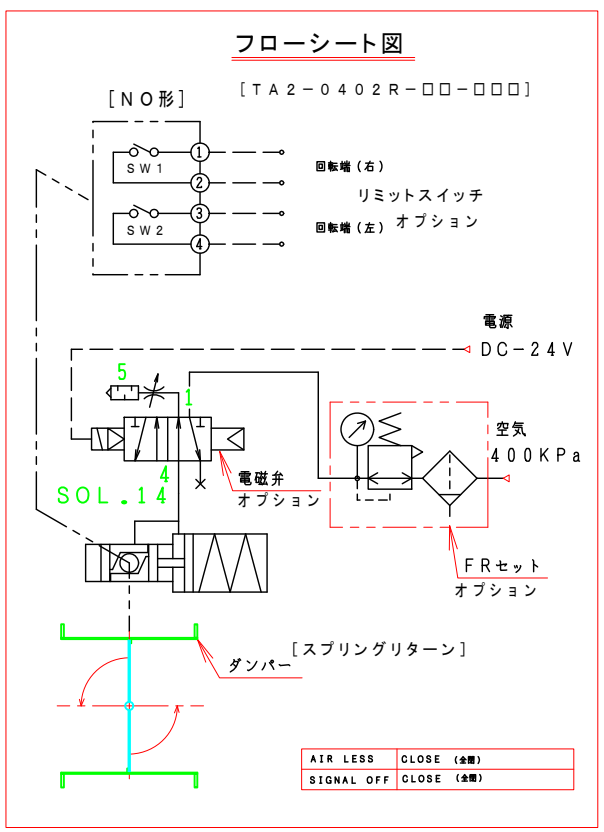 フローシート図
[TA2-0402R-□□-□□□]
[NO形]
1
SW1
2
回転端(右)
リミットスイッチ
オプション
3
SW2
回転端(左)
4
電源
DC-24V
5
1
空気
400KPa
4
SOL.14
電磁弁
オプション
FRセット
オプション
[スプリングリターン]
ダンパー
AIR LESS CLOSE (全閉)
SIGNAL OFF CLOSE (全閉)